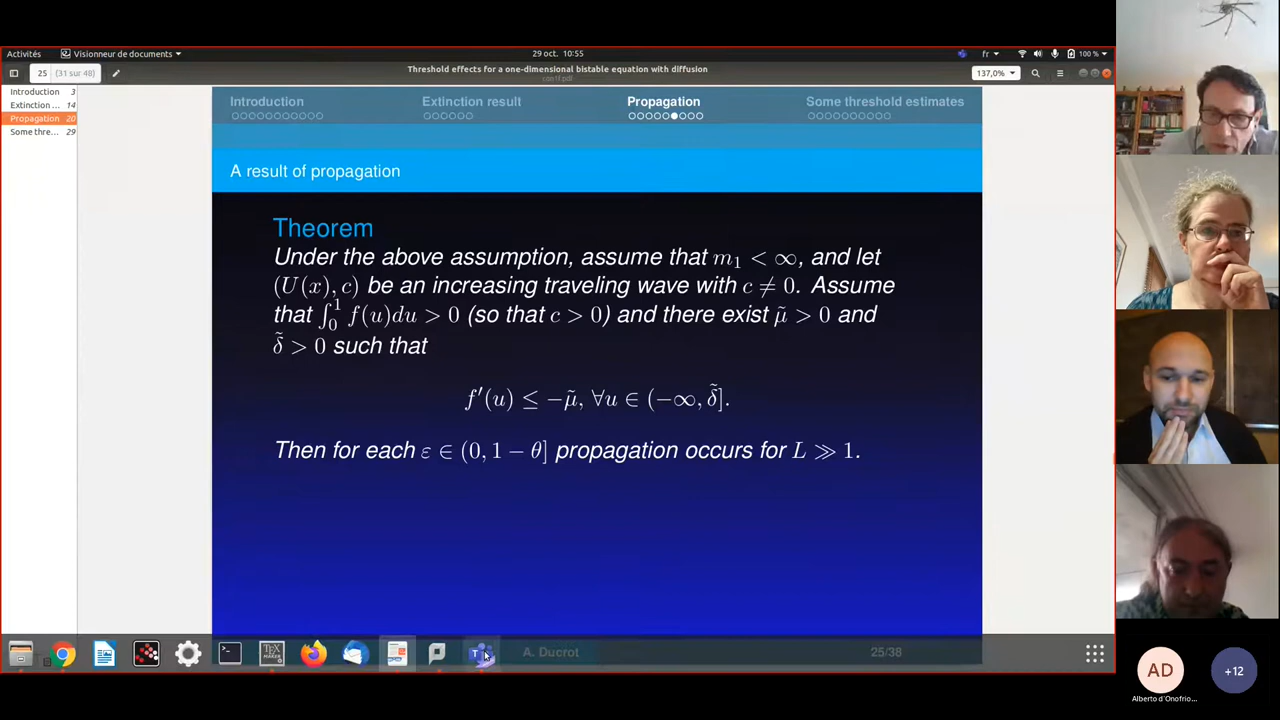 Activités
Visionneur de documents
29 oct. 10:55
fr
100 %
25
(31 sur 48)
Threshold effects for a one-dimensional bistable equation with diffusion
137,0%
Introduction 3
Extinction ... 14
Propagation 20
Some thre... 29
Introduction
Extinction result
Propagation
Some threshold estimates
A result of propagation
Theorem
Under the above assumption, assume that m₁ < ∞, and let
(U(x), c) be an increasing traveling wave with c ≠ 0. Assume
that ∫₀¹ f(u)du > 0 (so that c > 0) and there exist μ̃ > 0 and
δ̃ > 0 such that
f′(u) ≤ −μ̃, ∀u ∈ (−∞, δ̃].
Then for each ε ∈ (0, 1 − θ] propagation occurs for L ≫ 1.
A. Ducrot
25/38
AD
+12
Alberto d'Onofrio...